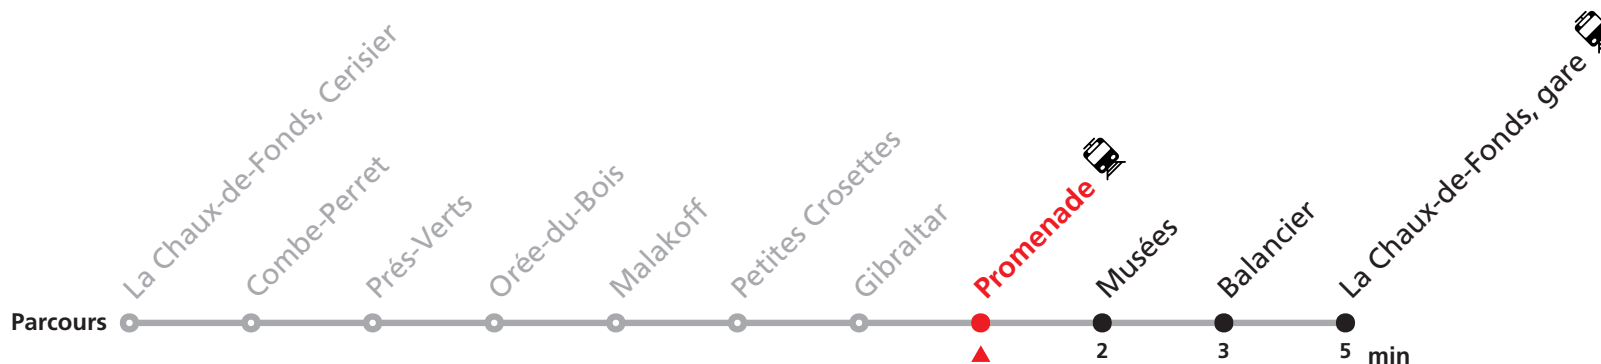 La Chaux-de-Fonds, Cerisier
Combe-Perret
Prés-Verts
Orée-du-Bois
Malakoff
Petites Crosettes
Gibraltar
Promenade
Musées
Balancier
La Chaux-de-Fonds, gare
Parcours
2 3 5 min